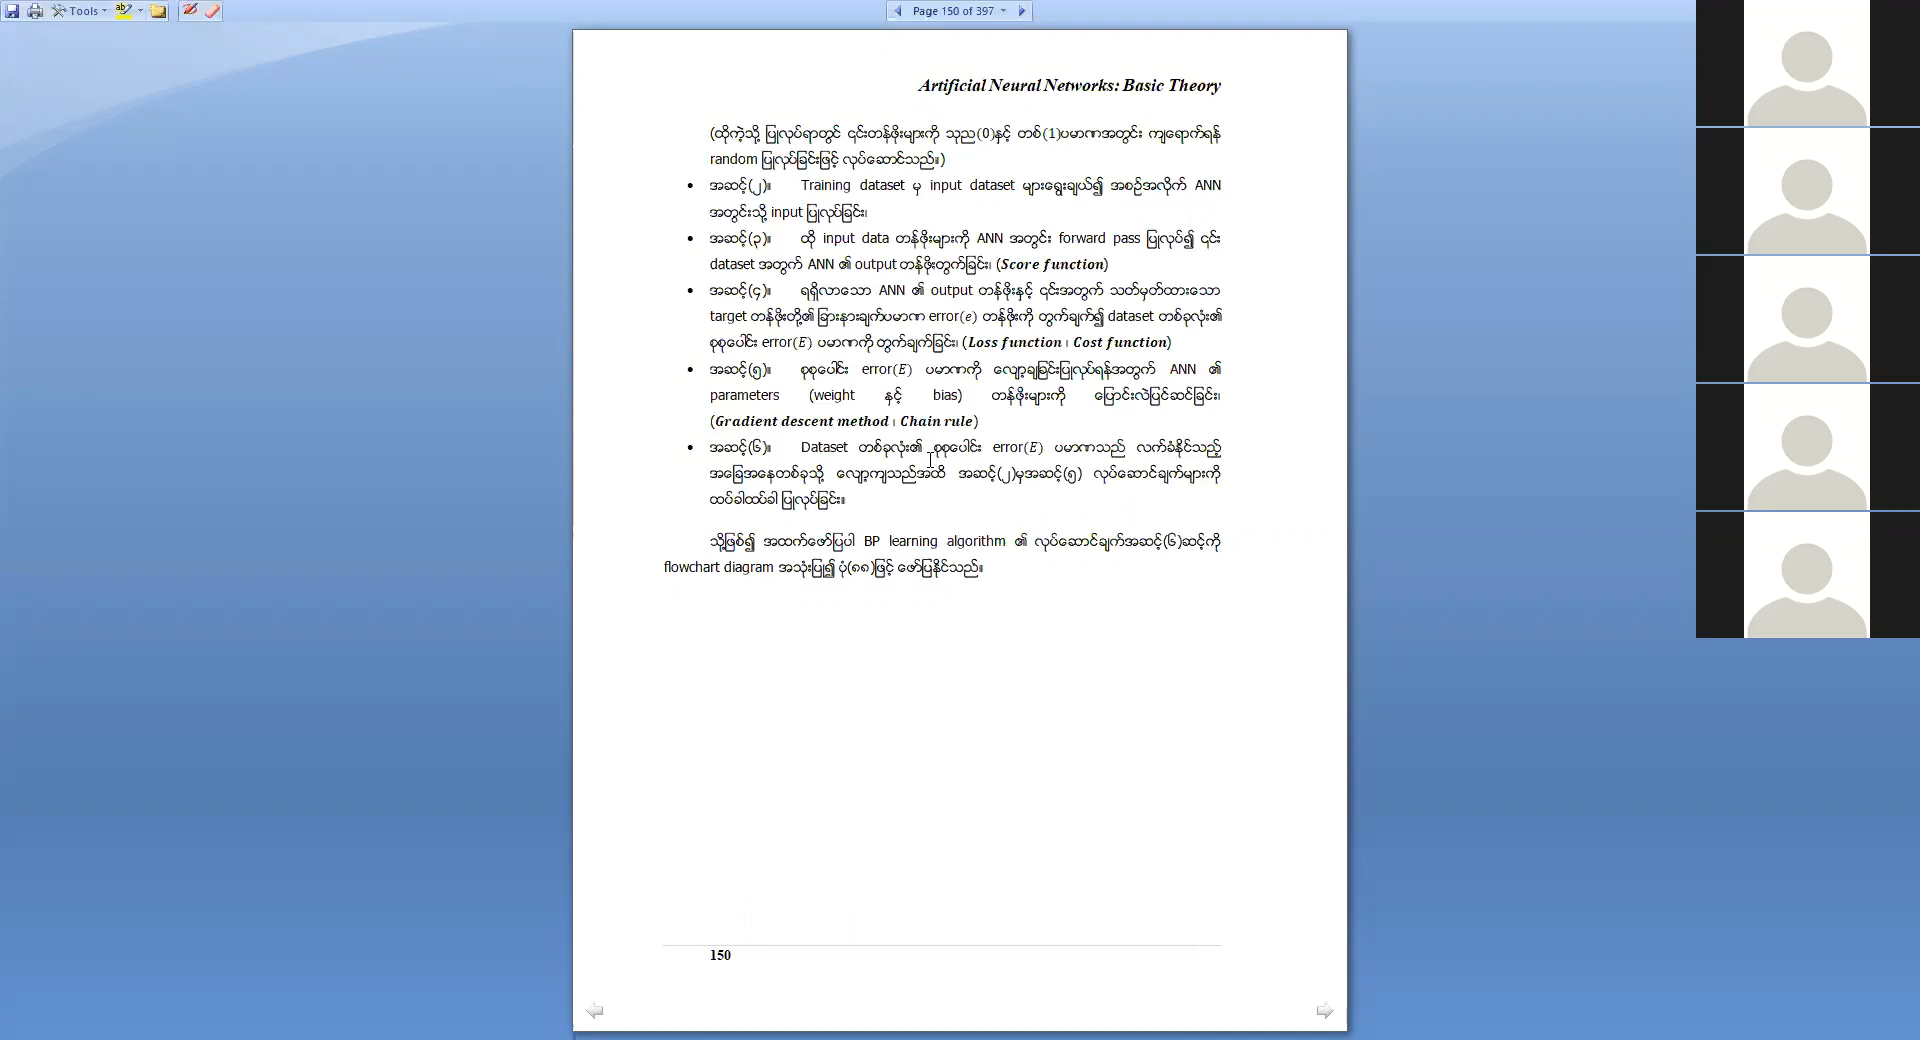 Tools
Page 150 of 397
Artificial Neural Networks: Basic Theory
(ထိုကဲ့သို့ ပြုလုပ်ရာတွင် ၎င်းတန်ဖိုးများကို သုည(0)နှင့် တစ်(1)ပမာဏအတွင်း ကျရောက်ရန်
random ပြုလုပ်ခြင်းဖြင့် လုပ်ဆောင်သည်။)
• အဆင့်(၂)။ Training dataset မှ input dataset များရွေးချယ်၍ အစဉ်အလိုက် ANN
အတွင်းသို့ input ပြုလုပ်ခြင်း၊
• အဆင့်(၃)။ ထို input data တန်ဖိုးများကို ANN အတွင်း forward pass ပြုလုပ်၍ ၎င်း
dataset အတွက် ANN ၏ output တန်ဖိုးတွက်ခြင်း၊ (Score function)
• အဆင့်(၄)။ ရရှိလာသော ANN ၏ output တန်ဖိုးနှင့် ၎င်းအတွက် သတ်မှတ်ထားသော
target တန်ဖိုးတို့၏ ခြားနားချက်ပမာဏ error(e) တန်ဖိုးကို တွက်ချက်၍ dataset တစ်ခုလုံး၏
စုစုပေါင်း error(E) ပမာဏကို တွက်ချက်ခြင်း၊ (Loss function ၊ Cost function)
• အဆင့်(၅)။ စုစုပေါင်း error(E) ပမာဏကို လျော့ချခြင်းပြုလုပ်ရန်အတွက် ANN ၏
parameters (weight နှင့် bias) တန်ဖိုးများကို ပြောင်းလဲပြင်ဆင်ခြင်း၊
(Gradient descent method ၊ Chain rule)
• အဆင့်(၆)။ Dataset တစ်ခုလုံး၏ စုစုပေါင်း error(E) ပမာဏသည် လက်ခံနိုင်သည့်
အခြေအနေတစ်ခုသို့ လျော့ကျသည်အထိ အဆင့်(၂)မှအဆင့်(၅) လုပ်ဆောင်ချက်များကို
ထပ်ခါထပ်ခါ ပြုလုပ်ခြင်း။
သို့ဖြစ်၍ အထက်ဖော်ပြပါ BP learning algorithm ၏ လုပ်ဆောင်ချက်အဆင့်(၆)ဆင့်ကို
flowchart diagram အသုံးပြု၍ ပုံ(၈၈)ဖြင့် ဖော်ပြနိုင်သည်။
150